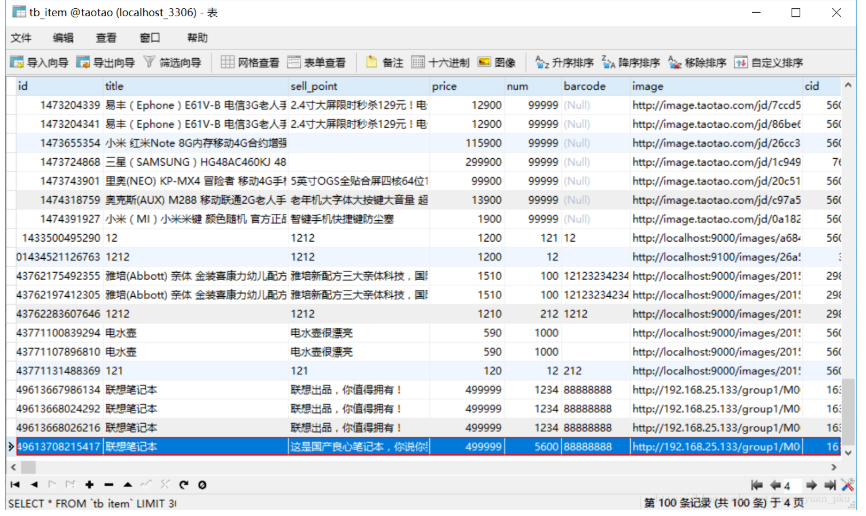 tb_item @taotao (localhost_3306) - 表
文件 编辑 查看 窗口 帮助
导入向导 导出向导 筛选向导 网格查看 表单查看 备注 十六进制 图像 升序排序 降序排序 移除排序 自定义排序
id title sell_point price num barcode image cid
1473204339 易丰（Ephone）E61V-B 电信3G老人手 2.4寸大屏限时秒杀129元！电 12900 99999 (Null) http://image.taotao.com/jd/7ccd5 560
1473204341 易丰（Ephone）E61V-B 电信3G老人手 2.4寸大屏限时秒杀129元！电 12900 99999 (Null) http://image.taotao.com/jd/86be6 560
1473655354 小米 红米Note 8G内存移动4G合约增强 115900 99999 (Null) http://image.taotao.com/jd/26cc3 560
1473724868 三星（SAMSUNG）HG48AC460KJ 48 299900 99999 (Null) http://image.taotao.com/jd/1c949 76
1473743901 里奥(NEO) KP-MX4 冒险者 移动4G手机 5英寸OGS全贴合屏四核64位1 99900 99999 (Null) http://image.taotao.com/jd/20c51 560
1474318759 奥克斯(AUX) M288 移动联通2G老人手 老年机大字体大按键大音量 超 13900 99999 (Null) http://image.taotao.com/jd/c97a5 560
1474391927 小米（MI）小米米键 颜色随机 官方正品 智键手机快捷键防尘塞 1900 99999 (Null) http://image.taotao.com/jd/0a182 560
1433500495290 12 1212 1200 121 12 http://localhost:9000/images/a684 560
01434521126763 1212 1212 1200 12 http://localhost:9100/images/26a5 3
43762175492355 雅培(Abbott) 亲体 金装喜康力幼儿配方 雅培新配方三大亲体科技，国际 1510 100 12123234234 http://localhost:9000/images/2015 298
43762197412305 雅培(Abbott) 亲体 金装喜康力幼儿配方 雅培新配方三大亲体科技，国际 1510 100 12123234234 http://localhost:9000/images/2015 298
43762283607646 1212 1212 1210 212 1212 http://localhost:9000/images/2015 298
43771100839294 电水壶 电水壶很漂亮 590 1000 http://localhost:9000/images/2015 560
43771107896810 电水壶 电水壶很漂亮 590 1000 http://localhost:9000/images/2015 560
43771131488369 121 121 120 12 212 http://localhost:9000/images/2015 560
49613667986134 联想笔记本 联想出品，你值得拥有！ 499999 1234 88888888 http://192.168.25.133/group1/M0 163
49613668024292 联想笔记本 联想出品，你值得拥有！ 499999 1234 88888888 http://192.168.25.133/group1/M0 163
49613668026216 联想笔记本 联想出品，你值得拥有！ 499999 1234 88888888 http://192.168.25.133/group1/M0 163
49613708215417 联想笔记本 这是国产良心笔记本，你说你 499999 5600 88888888 http://192.168.25.133/group1/M0 16
4
SELECT * FROM `tb_item` LIMIT 30 第 100 条记录 (共 100 条) 于 4 页